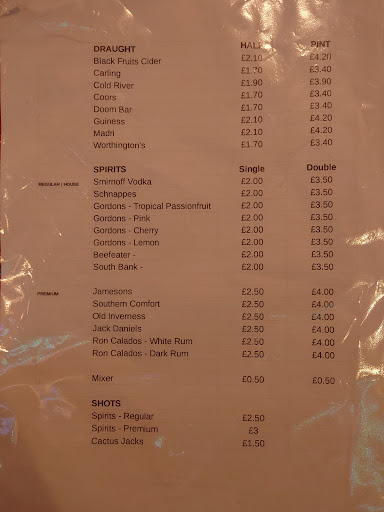 DRAUGHT HALF PINT
Black Fruits Cider £2.10 £4.20
Carling £1.70 £3.40
Cold River £1.90 £3.90
Coors £1.70 £3.40
Doom Bar £1.70 £3.40
Guiness £2.10 £4.20
Madri £2.10 £4.20
Worthington's £1.70 £3.40
SPIRITS Single Double
REGULAR / HOUSE Smirnoff Vodka £2.00 £3.50
Schnappes £2.00 £3.50
Gordons - Tropical Passionfruit £2.00 £3.50
Gordons - Pink £2.00 £3.50
Gordons - Cherry £2.00 £3.50
Gordons - Lemon £2.00 £3.50
Beefeater - £2.00 £3.50
South Bank - £2.00 £3.50
PREMIUM Jamesons £2.50 £4.00
Southern Comfort £2.50 £4.00
Old Inverness £2.50 £4.00
Jack Daniels £2.50 £4.00
Ron Calados - White Rum £2.50 £4.00
Ron Calados - Dark Rum £2.50 £4.00
Mixer £0.50 £0.50
SHOTS
Spirits - Regular £2.50
Spirits - Premium £3
Cactus Jacks £1.50